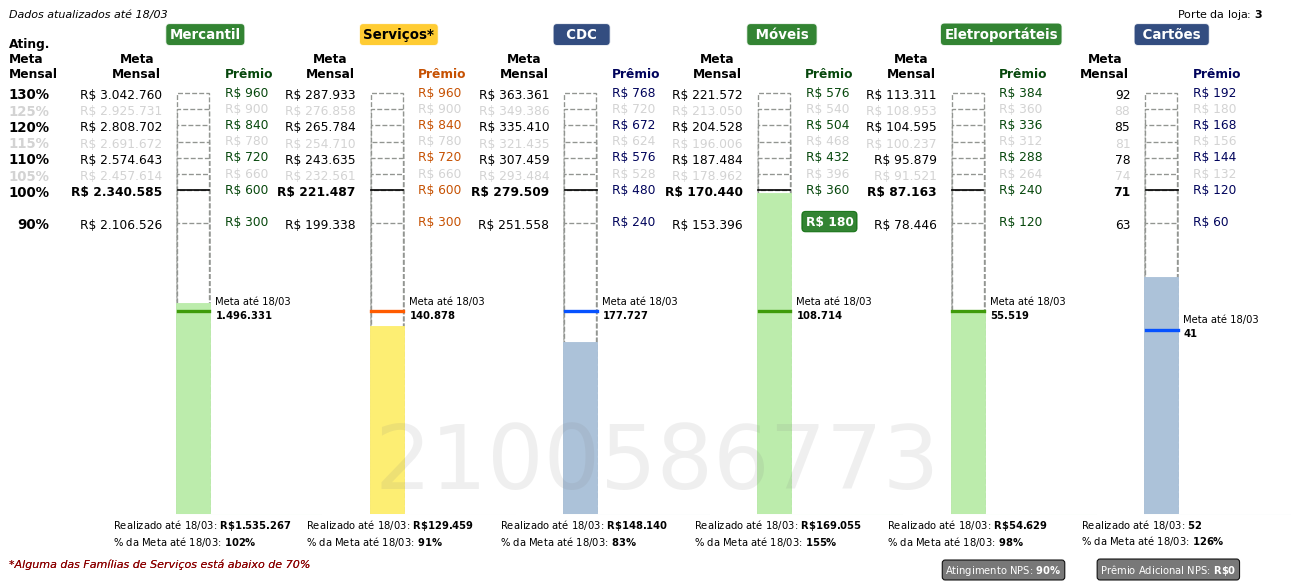 Dados atualizados até 18/03 Porte da loja: 3
Mercantil Serviços* CDC Móveis Eletroportáteis Cartões
Ating. Meta Mensal Meta Mensal Prêmio Meta Mensal Prêmio Meta Mensal Prêmio Meta Mensal Prêmio Meta Mensal Prêmio Meta Mensal Prêmio
130% R$ 3.042.760 R$ 960 R$ 287.933 R$ 960 R$ 363.361 R$ 768 R$ 221.572 R$ 576 R$ 113.311 R$ 384 92 R$ 192
125% R$ 2.925.731 R$ 900 R$ 276.858 R$ 900 R$ 349.386 R$ 720 R$ 213.050 R$ 540 R$ 108.953 R$ 360 88 R$ 180
120% R$ 2.808.702 R$ 840 R$ 265.784 R$ 840 R$ 335.410 R$ 672 R$ 204.528 R$ 504 R$ 104.595 R$ 336 85 R$ 168
115% R$ 2.691.672 R$ 780 R$ 254.710 R$ 780 R$ 321.435 R$ 624 R$ 196.006 R$ 468 R$ 100.237 R$ 312 81 R$ 156
110% R$ 2.574.643 R$ 720 R$ 243.635 R$ 720 R$ 307.459 R$ 576 R$ 187.484 R$ 432 R$ 95.879 R$ 288 78 R$ 144
105% R$ 2.457.614 R$ 660 R$ 232.561 R$ 660 R$ 293.484 R$ 528 R$ 178.962 R$ 396 R$ 91.521 R$ 264 74 R$ 132
100% R$ 2.340.585 R$ 600 R$ 221.487 R$ 600 R$ 279.509 R$ 480 R$ 170.440 R$ 360 R$ 87.163 R$ 240 71 R$ 120
90% R$ 2.106.526 R$ 300 R$ 199.338 R$ 300 R$ 251.558 R$ 240 R$ 153.396 R$ 180 R$ 78.446 R$ 120 63 R$ 60
Meta até 18/03 Meta até 18/03 Meta até 18/03 Meta até 18/03 Meta até 18/03 Meta até 18/03
1.496.331 140.878 177.727 108.714 55.519 41
2100586773
Realizado até 18/03: R$1.535.267 Realizado até 18/03: R$129.459 Realizado até 18/03: R$148.140 Realizado até 18/03: R$169.055 Realizado até 18/03: R$54.629 Realizado até 18/03: 52
% da Meta até 18/03: 102% % da Meta até 18/03: 91% % da Meta até 18/03: 83% % da Meta até 18/03: 155% % da Meta até 18/03: 98% % da Meta até 18/03: 126%
*Alguma das Famílias de Serviços está abaixo de 70% Atingimento NPS: 90% Prêmio Adicional NPS: R$0